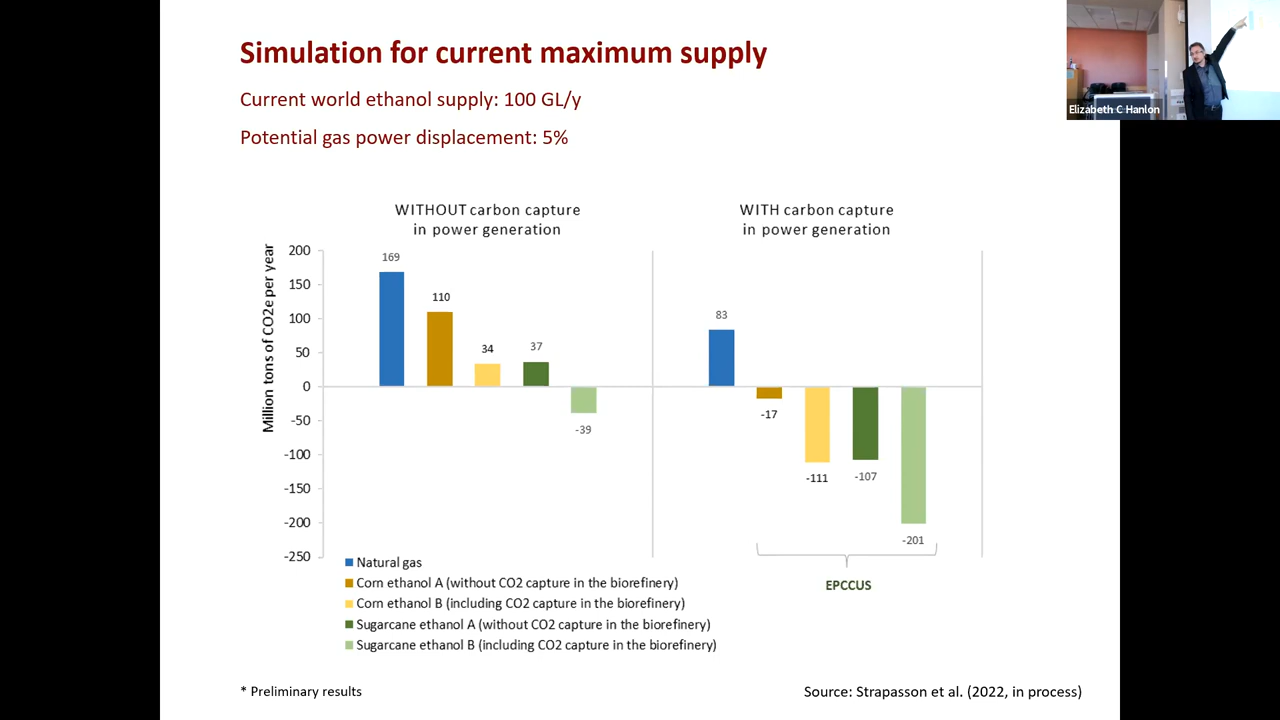 Simulation for current maximum supply
Current world ethanol supply: 100 GL/y
Potential gas power displacement: 5%
Elizabeth C Hanlon
WITHOUT carbon capture
in power generation
WITH carbon capture
in power generation
Million tons of CO2e per year
200
150
100
50
0
-50
-100
-150
-200
-250
169
110
34
37
-39
83
-17
-111
-107
-201
EPCCUS
Natural gas
Corn ethanol A (without CO2 capture in the biorefinery)
Corn ethanol B (including CO2 capture in the biorefinery)
Sugarcane ethanol A (without CO2 capture in the biorefinery)
Sugarcane ethanol B (including CO2 capture in the biorefinery)
* Preliminary results
Source: Strapasson et al. (2022, in process)